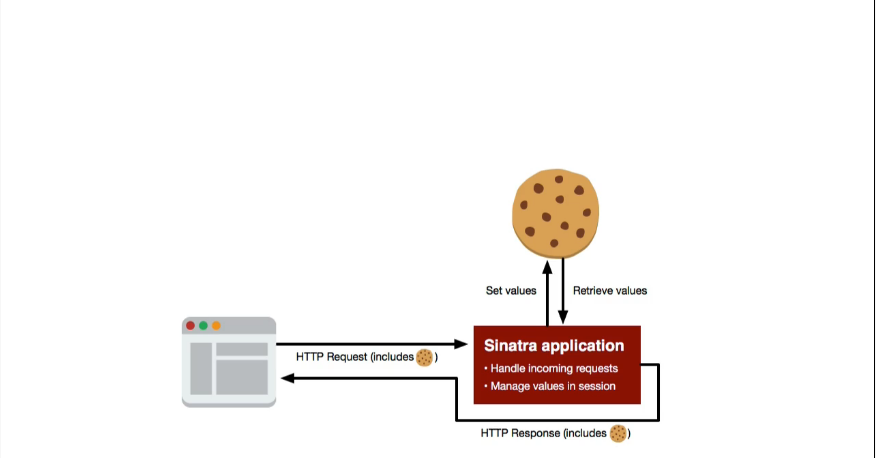 Set values
Retrieve values
Sinatra application
• Handle incoming requests
• Manage values in session
HTTP Request (includes )
HTTP Response (includes )